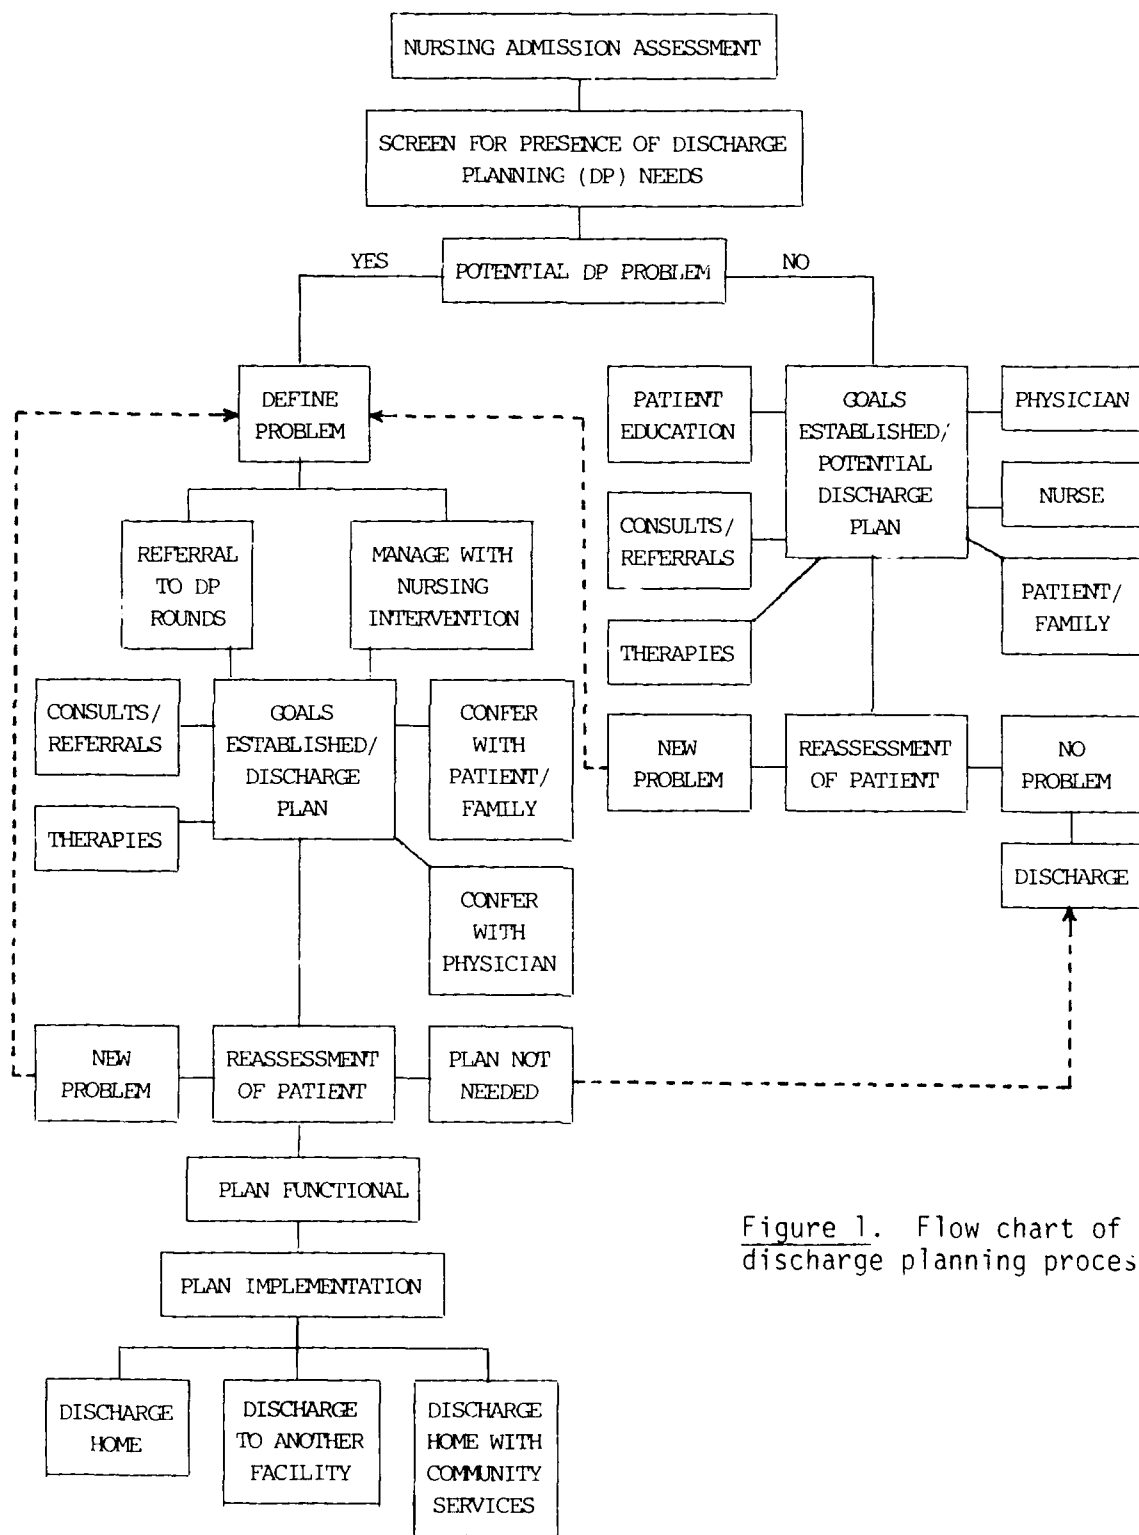 NURSING ADMISSION ASSESSMENT
SCREEN FOR PRESENCE OF DISCHARGE
PLANNING (DP) NEEDS
YES
POTENTIAL DP PROBLEM
NO
DEFINE
PROBLEM
REFERRAL
TO DP
ROUNDS
MANAGE WITH
NURSING
INTERVENTION
CONSULTS/
REFERRALS
THERAPIES
GOALS
ESTABLISHED/
DISCHARGE
PLAN
CONFER
WITH
PATIENT/
FAMILY
CONFER
WITH
PHYSICIAN
NEW
PROBLEM
REASSESSMENT
OF PATIENT
PLAN NOT
NEEDED
PLAN FUNCTIONAL
PLAN IMPLEMENTATION
DISCHARGE
HOME
DISCHARGE
TO ANOTHER
FACILITY
DISCHARGE
HOME WITH
COMMUNITY
SERVICES
PATIENT
EDUCATION
CONSULTS/
REFERRALS
THERAPIES
GOALS
ESTABLISHED/
POTENTIAL
DISCHARGE
PLAN
PHYSICIAN
NURSE
PATIENT/
FAMILY
NEW
PROBLEM
REASSESSMENT
OF PATIENT
NO
PROBLEM
DISCHARGE
Figure 1. Flow chart of
discharge planning proces